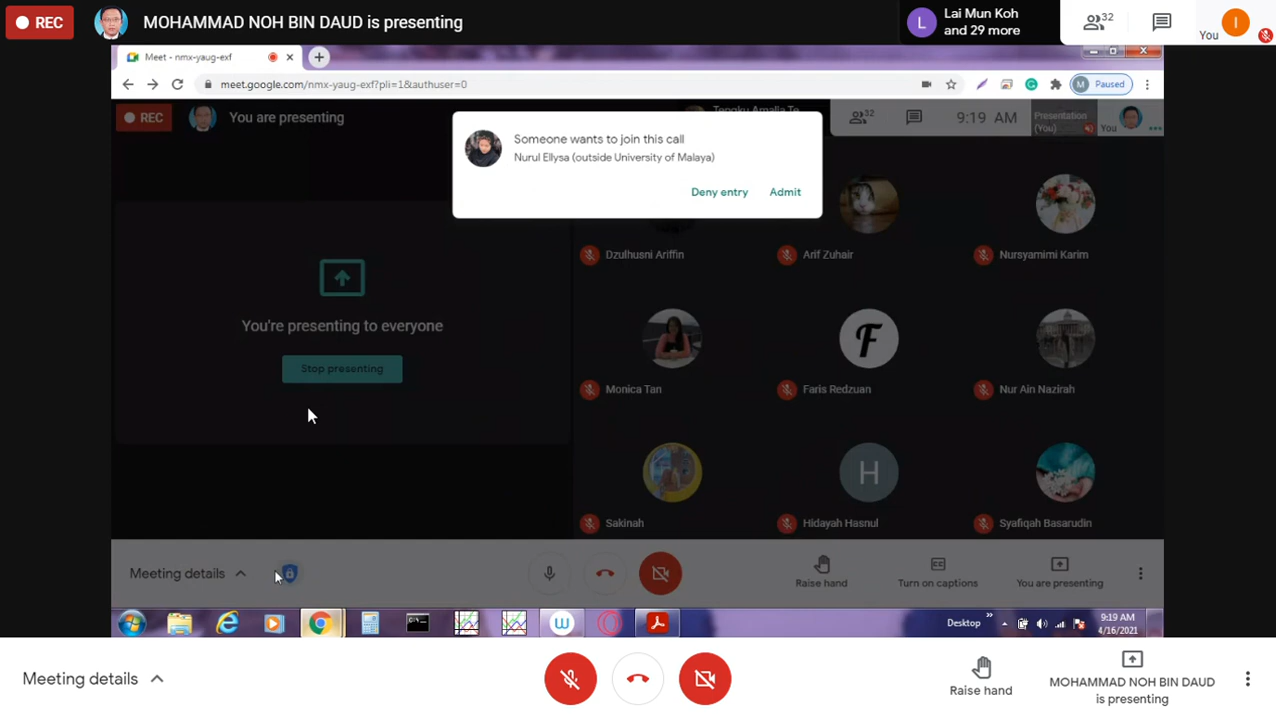 REC
MOHAMMAD NOH BIN DAUD is presenting
L
Lai Mun Koh
and 29 more
32
You
I
Meet - nmx-yaug-exf
meet.google.com/nmx-yaug-exf?pli=1&authuser=0
M Paused
REC
You are presenting
Tengku Amalia Te
32
9:19 AM
Presentation
(You)
You
Someone wants to join this call
Nurul Ellysa (outside University of Malaya)
Deny entry
Admit
You're presenting to everyone
Stop presenting
Dzulhusni Ariffin
Arif Zuhair
Nursyamimi Karim
F
Monica Tan
Faris Redzuan
Nur Ain Nazirah
H
Sakinah
Hidayah Hasnul
Syafiqah Basarudin
Meeting details
Raise hand
Turn on captions
You are presenting
Desktop
9:19 AM
4/16/2021
Meeting details
Raise hand
MOHAMMAD NOH BIN DAUD
is presenting